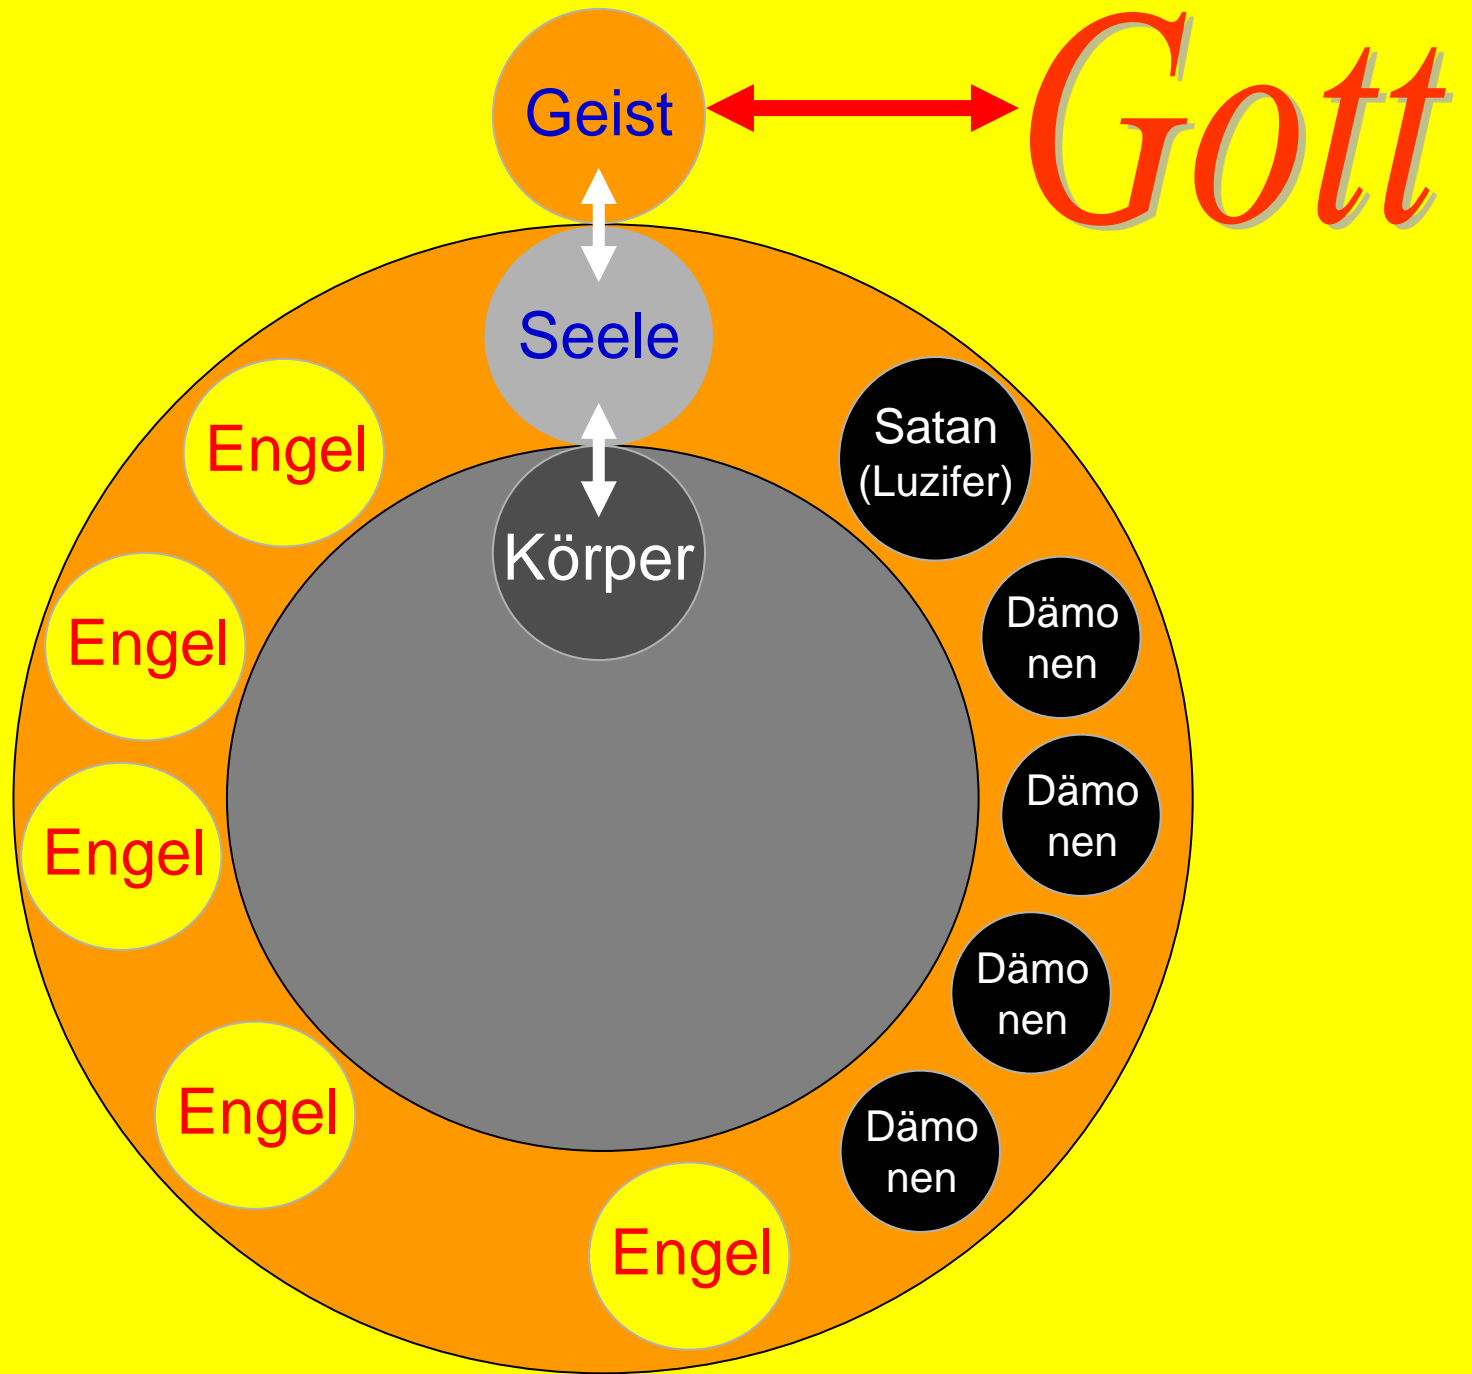 Gott
Geist
Seele
Körper
Engel
Engel
Engel
Engel
Engel
Satan
(Luzifer)
Dämo
nen
Dämo
nen
Dämo
nen
Dämo
nen